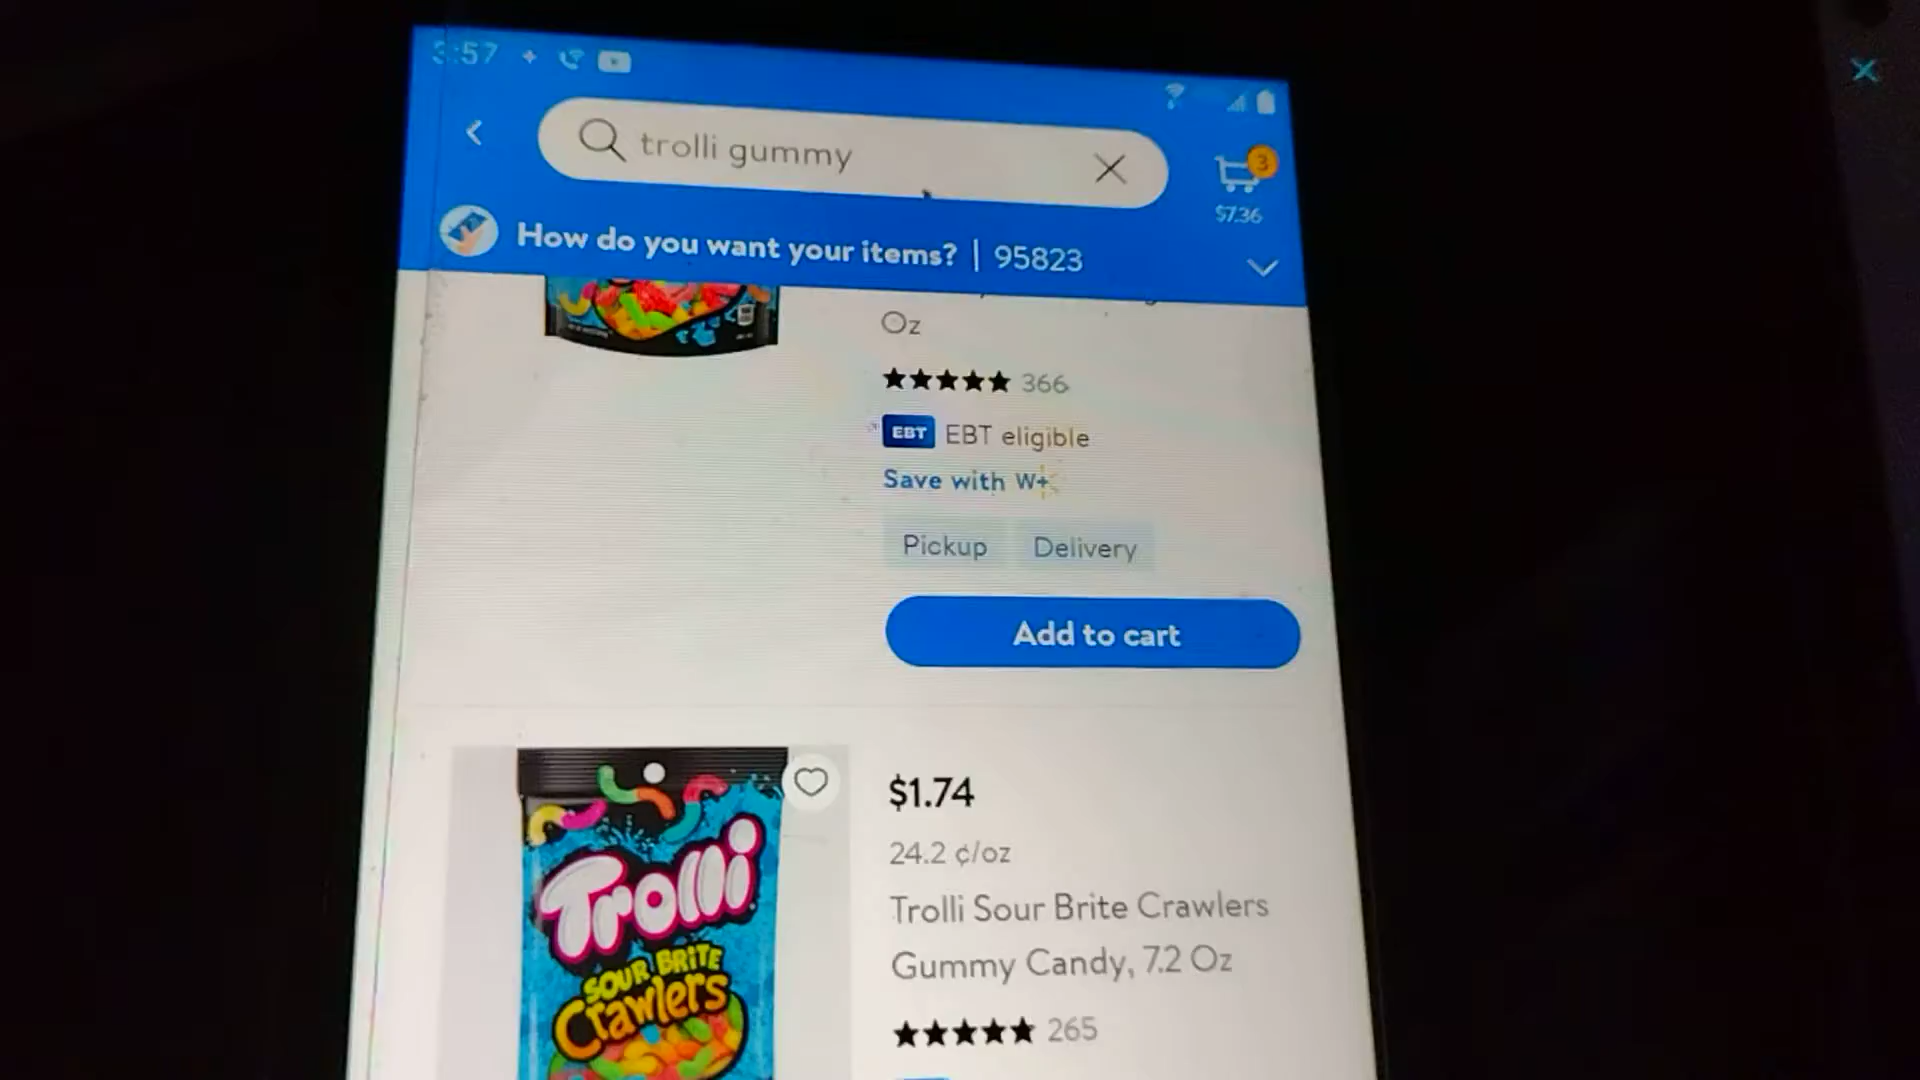 3:57
trolli gummy
3
$7.36
How do you want your items? | 95823
Oz
366
EBT EBT eligible
Save with W+
Pickup Delivery
Add to cart
$1.74
24.2 ¢/oz
Trolli Sour Brite Crawlers
Gummy Candy, 7.2 Oz
265
Trolli
SOUR BRITE
Crawlers